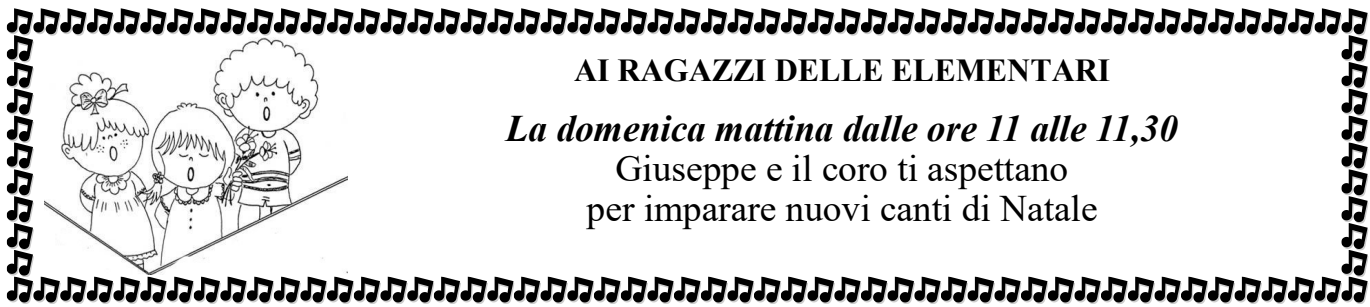 AI RAGAZZI DELLE ELEMENTARI
La domenica mattina dalle ore 11 alle 11,30
Giuseppe e il coro ti aspettano
per imparare nuovi canti di Natale